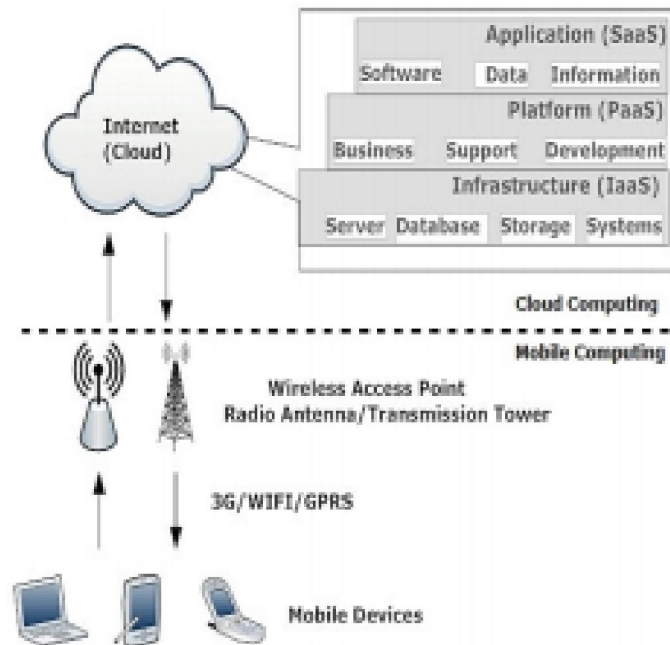 Application (SaaS)
Software Data Information
Platform (PaaS)
Business Support Development
Infrastructure (IaaS)
Server Database Storage Systems
Internet
(Cloud)
Cloud Computing
Mobile Computing
Wireless Access Point
Radio Antenna/Transmission Tower
3G/WIFI/GPRS
Mobile Devices